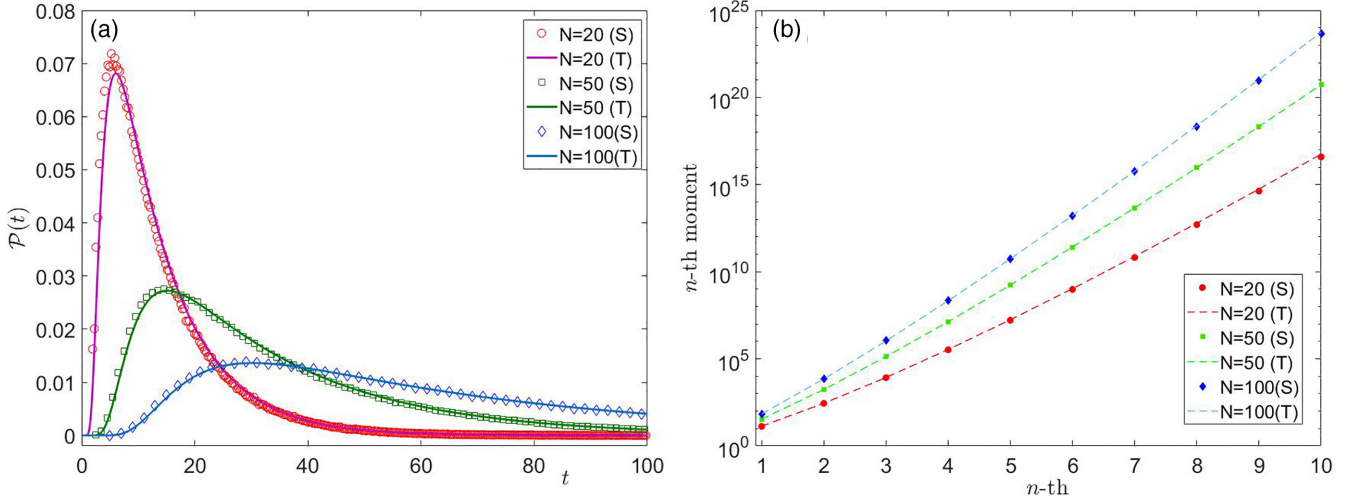 (a)
N=20 (S)
N=20 (T)
N=50 (S)
N=50 (T)
N=100(S)
N=100(T)
0.08
0.07
0.06
0.05
0.04
0.03
0.02
0.01
0
𝒫(t)
0 20 40 60 80 100
t
(b)
10^25
10^20
10^15
10^10
10^5
10^0
n-th moment
N=20 (S)
N=20 (T)
N=50 (S)
N=50 (T)
N=100(S)
N=100(T)
1 2 3 4 5 6 7 8 9 10
n-th